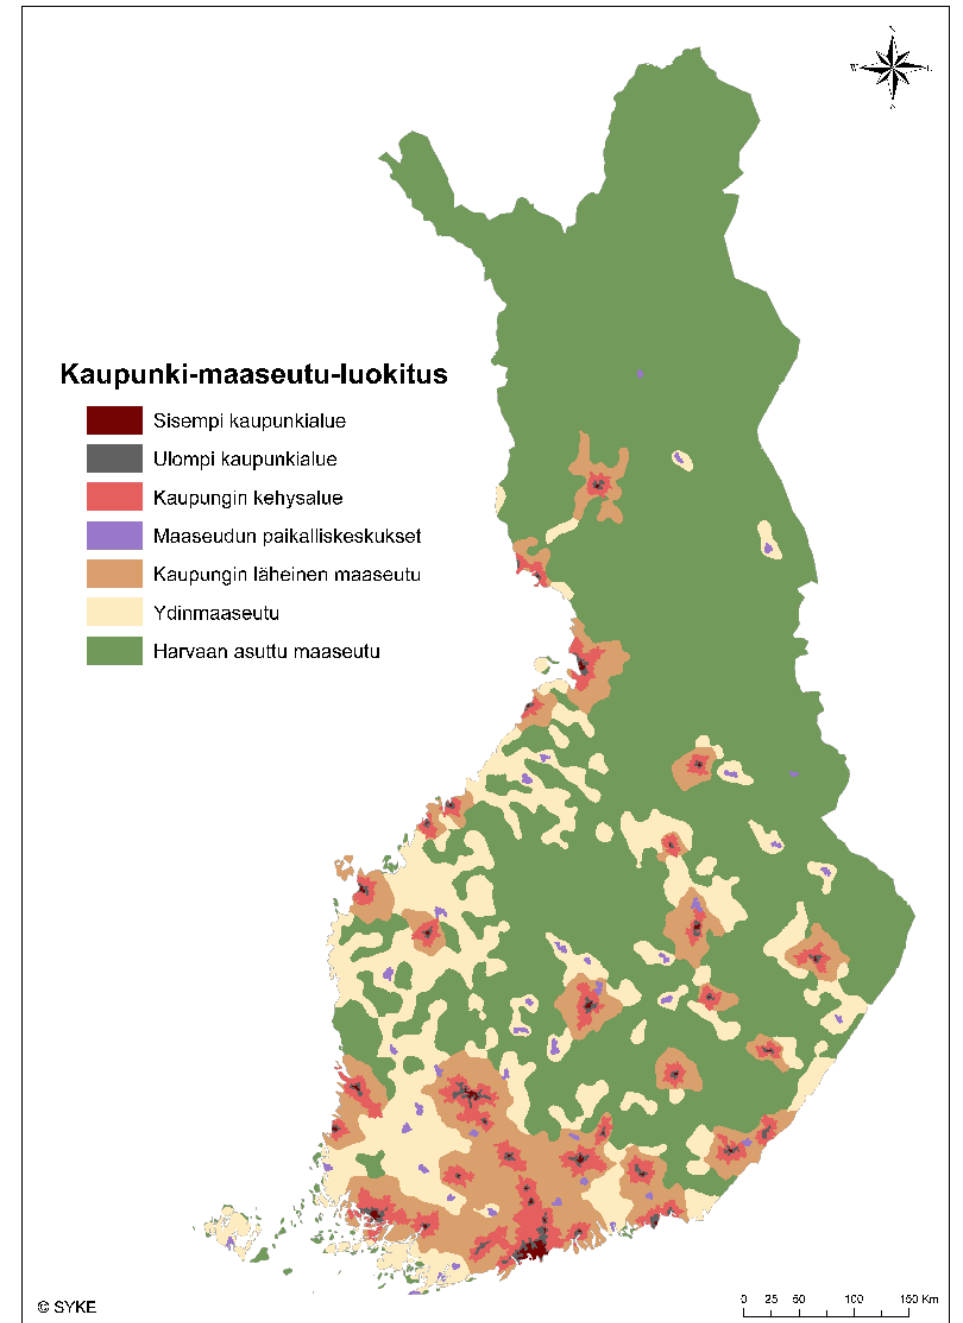 N
W
Kaupunki-maaseutu-luokitus
Sisempi kaupunkialue
Ulompi kaupunkialue
Kaupungin kehysalue
Maaseudun paikalliskeskukset
Kaupungin läheinen maaseutu
Ydinmaaseutu
Harvaan asuttu maaseutu
0 25 50 100 150 Km
© SYKE